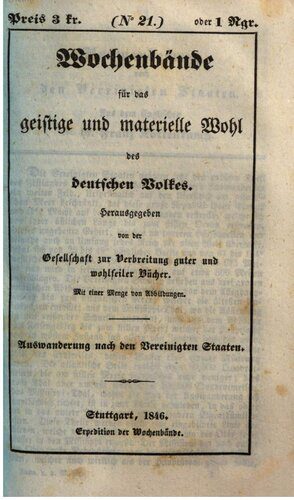 Preis 3 kr. (No 21.) oder 1 Ngr.
Wochenbände
für das
geistige und materielle Wohl
des
deutschen Volkes.
Herausgegeben
von der
Gesellschaft zur Verbreitung guter und
wohlfeiler Bücher.
Mit einer Menge von Abbildungen.
Auswanderung nach den Vereinigten Staaten.
Stuttgart, 1846.
Expedition der Wochenbände.